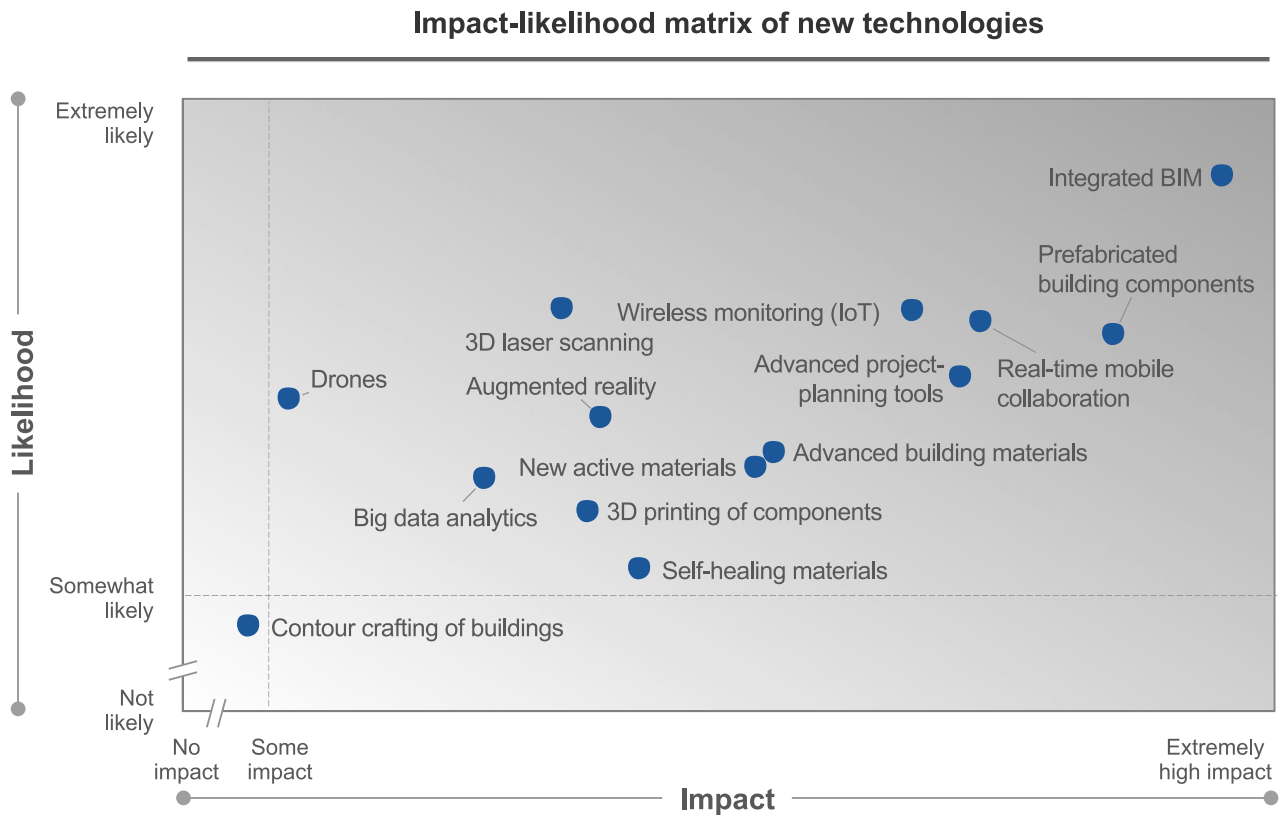 Impact-likelihood matrix of new technologies
Extremely
likely
Integrated BIM
Prefabricated
building components
Wireless monitoring (IoT)
3D laser scanning
Advanced project-
planning tools
Real-time mobile
collaboration
Drones
Augmented reality
Likelihood
New active materials
Advanced building materials
Big data analytics
3D printing of components
Self-healing materials
Somewhat
likely
Contour crafting of buildings
Not
likely
No
impact
Some
impact
Extremely
high impact
Impact